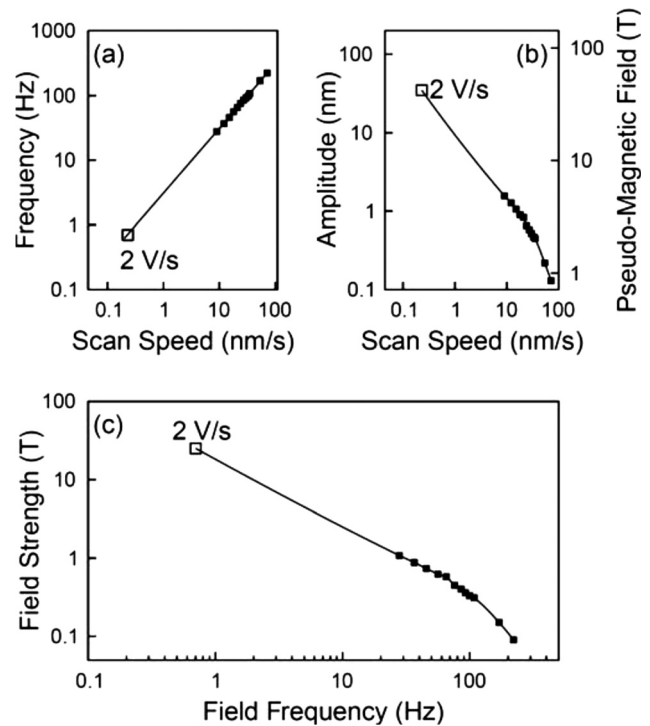 (a)
Frequency (Hz)
1000
100
10
1
0.1
2 V/s
0.1 1 10 100
Scan Speed (nm/s)
(b)
Amplitude (nm)
100
10
1
0.1
2 V/s
0.1 1 10 100
Scan Speed (nm/s)
100
10
1
Pseudo-Magnetic Field (T)
(c)
Field Strength (T)
100
10
1
0.1
2 V/s
0.1 1 10 100
Field Frequency (Hz)